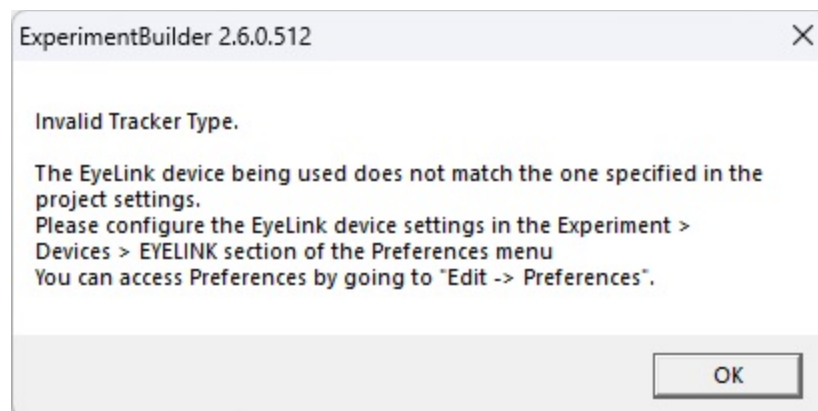 ExperimentBuilder 2.6.0.512
Invalid Tracker Type.
The EyeLink device being used does not match the one specified in the
project settings.
Please configure the EyeLink device settings in the Experiment >
Devices > EYELINK section of the Preferences menu
You can access Preferences by going to "Edit -> Preferences".
OK